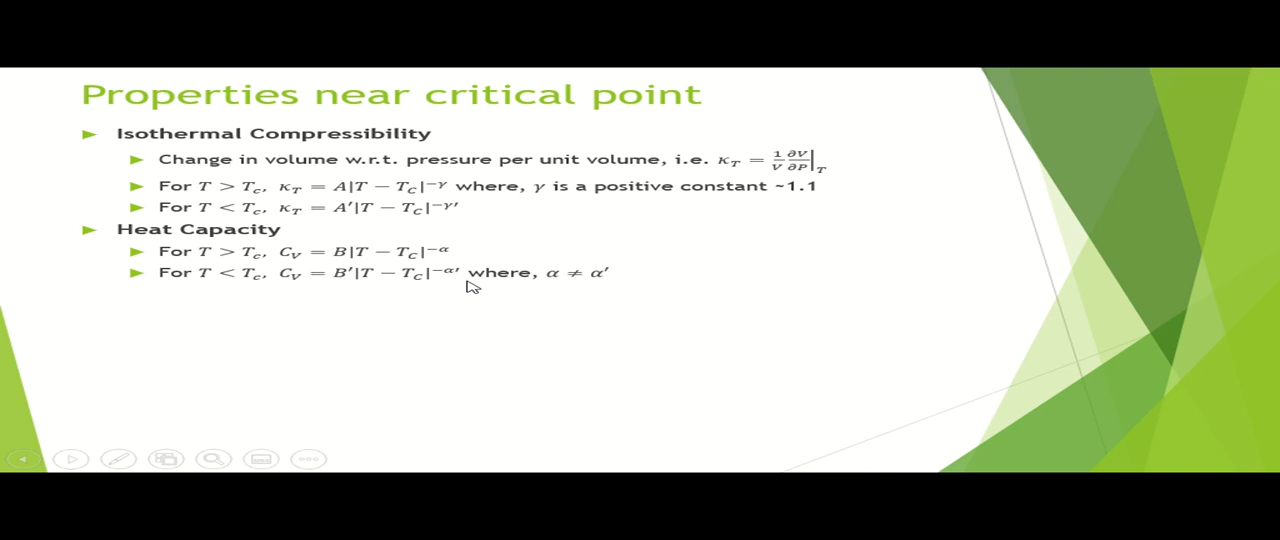 Properties near critical point
► Isothermal Compressibility
► Change in volume w.r.t. pressure per unit volume, i.e. κ_T = 1/V ∂V/∂P|_T
► For T > T_c, κ_T = A|T − T_C|^−γ where, γ is a positive constant ~1.1
► For T < T_c, κ_T = A′|T − T_C|^−γ′
► Heat Capacity
► For T > T_c, C_V = B|T − T_C|^−α
► For T < T_c, C_V = B′|T − T_C|^−α′ where, α ≠ α′